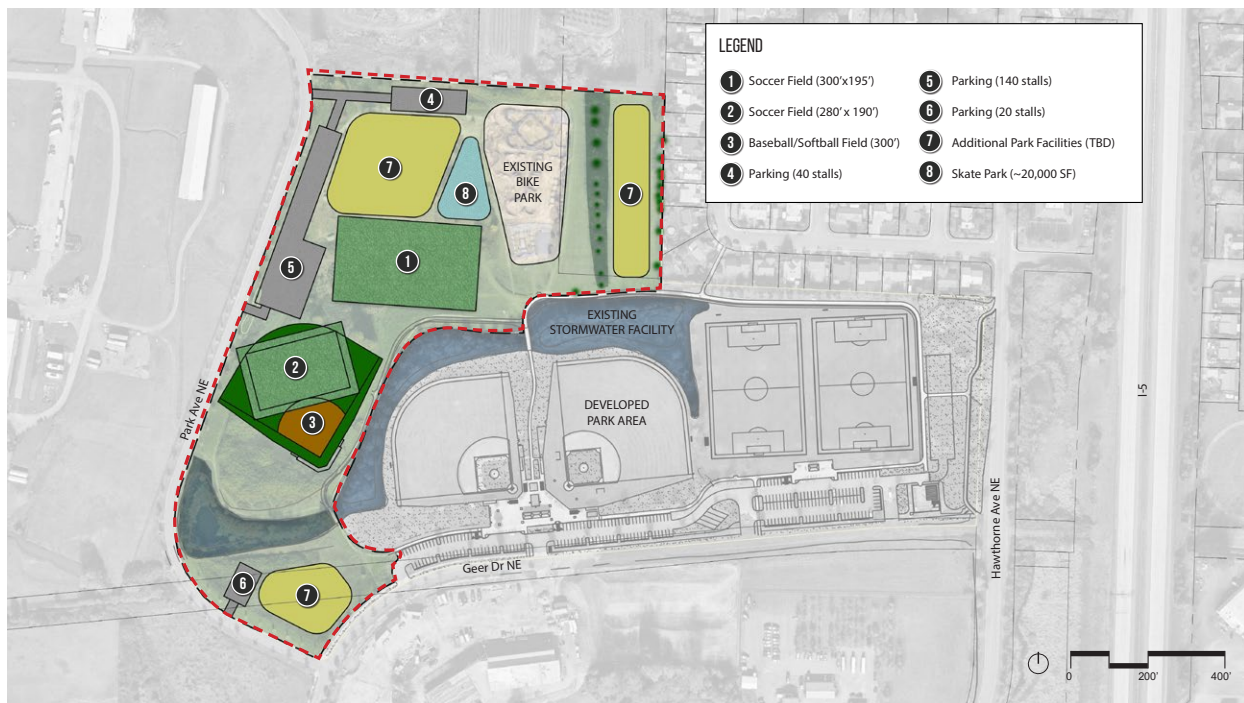 LEGEND
1 Soccer Field (300'x195')
2 Soccer Field (280' x 190')
3 Baseball/Softball Field (300')
4 Parking (40 stalls)
5 Parking (140 stalls)
6 Parking (20 stalls)
7 Additional Park Facilities (TBD)
8 Skate Park (~20,000 SF)
4
7
8
EXISTING
BIKE
PARK
7
1
5
EXISTING
STORMWATER FACILITY
2
3
DEVELOPED
PARK AREA
Park Ave NE
I-5
Hawthorne Ave NE
Geer Dr NE
6
7
0 200' 400'